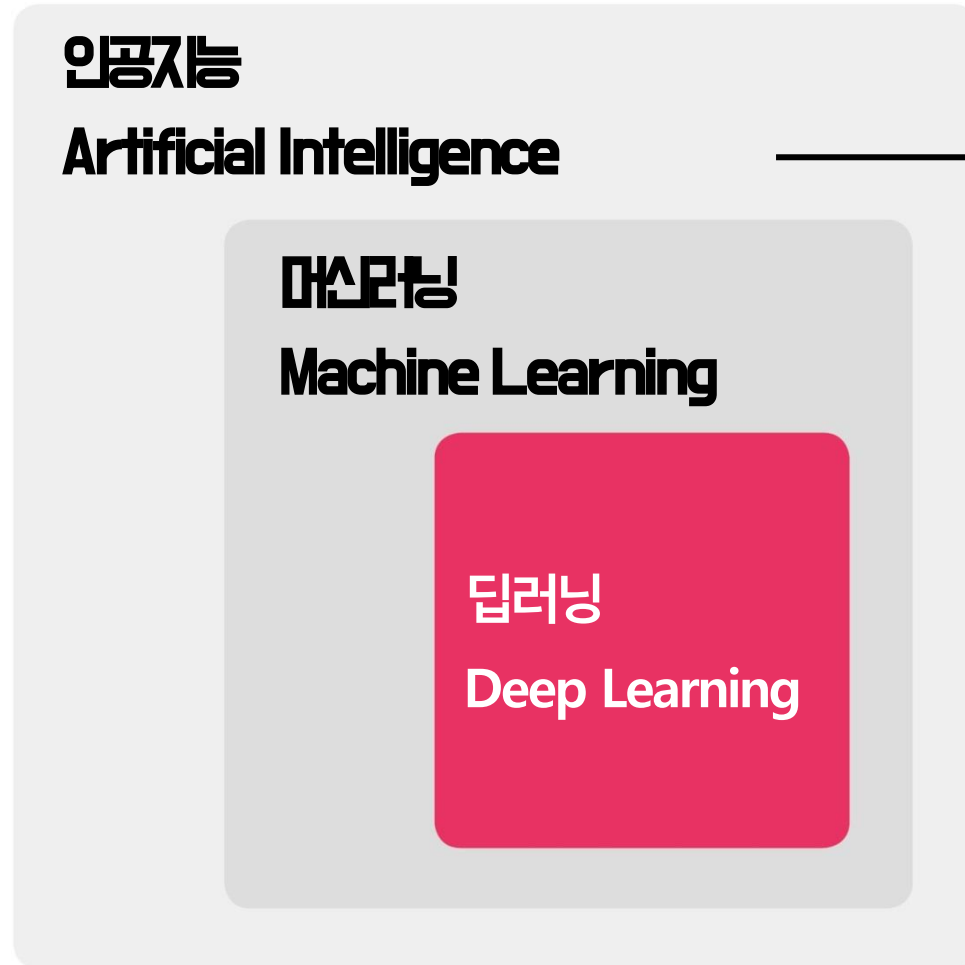 인공지능
Artificial Intelligence
머신러닝
Machine Learning
딥러닝
Deep Learning